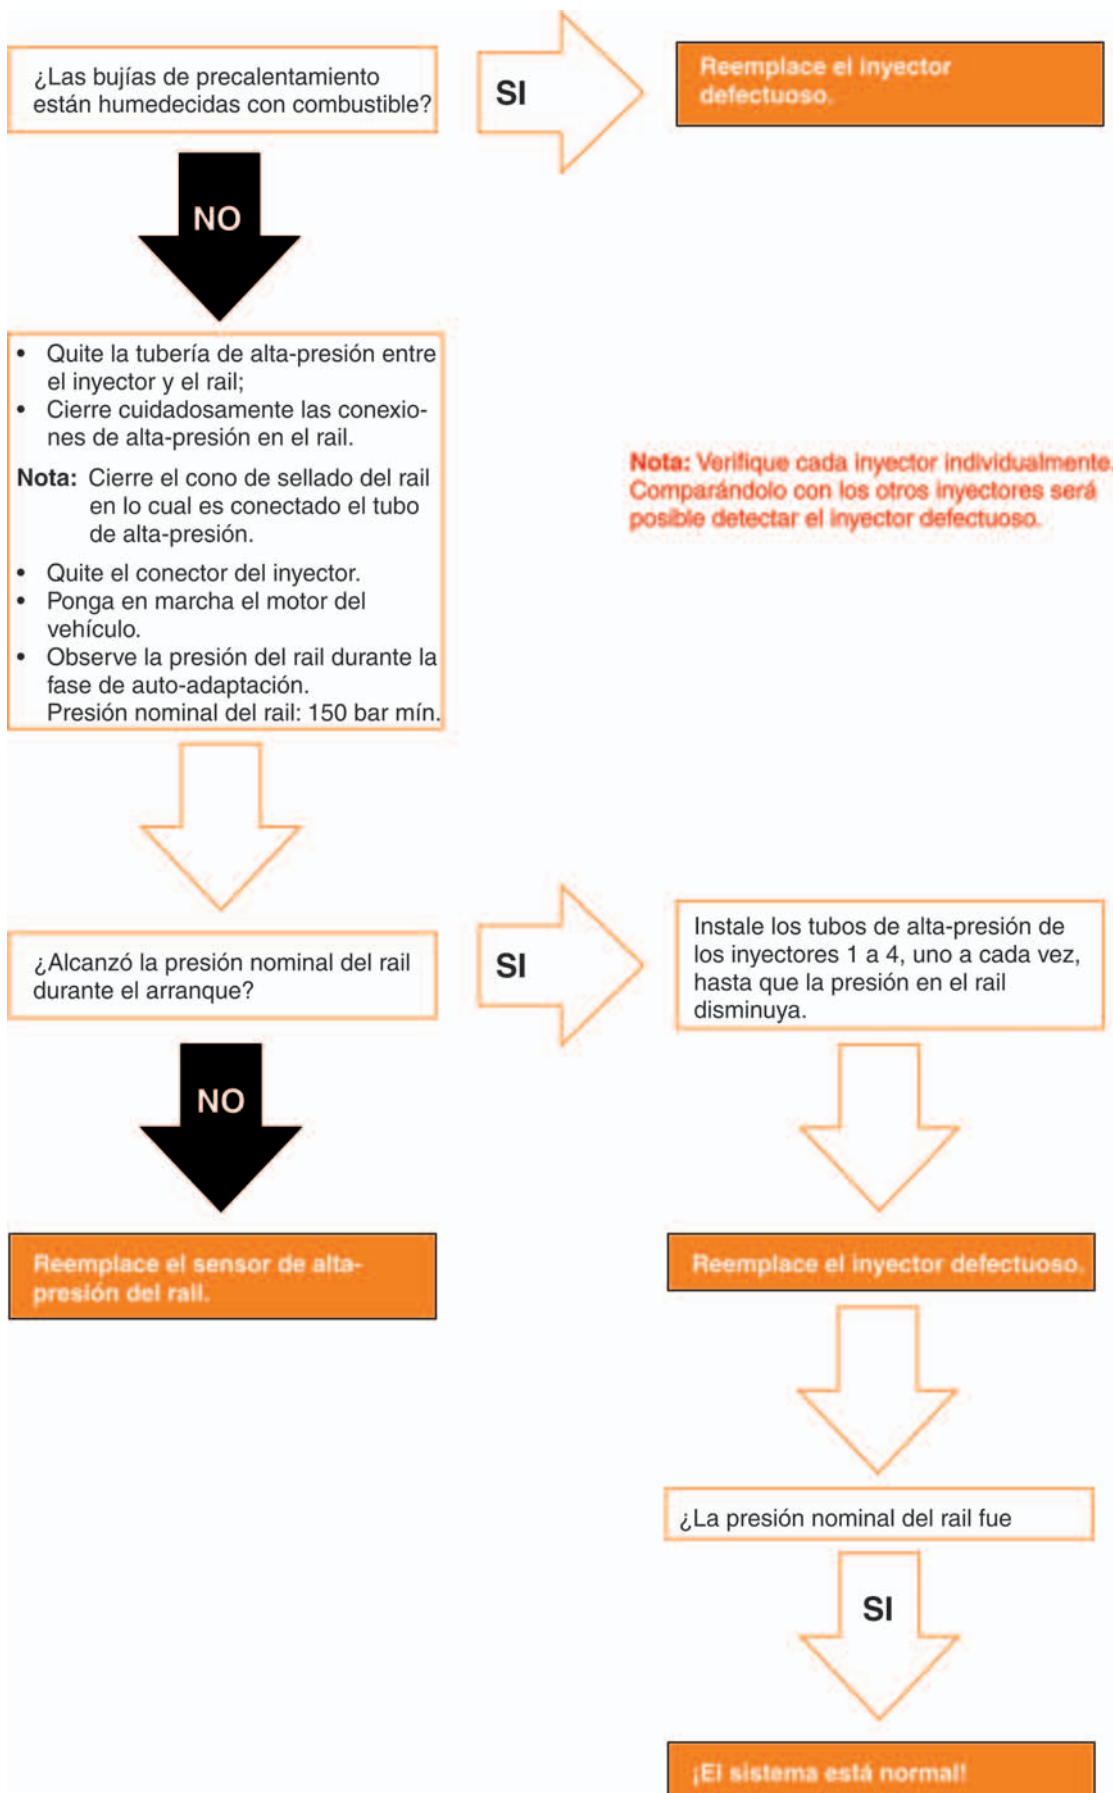 ¿Las bujías de precalentamiento
están humedecidas con combustible?
SI
Reemplace el inyector
defectuoso.
NO
• Quite la tubería de alta-presión entre
el inyector y el rail;
• Cierre cuidadosamente las conexio-
nes de alta-presión en el rail.
Nota: Cierre el cono de sellado del rail
en lo cual es conectado el tubo
de alta-presión.
• Quite el conector del inyector.
• Ponga en marcha el motor del
vehículo.
• Observe la presión del rail durante la
fase de auto-adaptación.
Presión nominal del rail: 150 bar mín.
Nota: Verifique cada inyector individualmente.
Comparándolo con los otros inyectores será
posible detectar el inyector defectuoso.
¿Alcanzó la presión nominal del rail
durante el arranque?
SI
Instale los tubos de alta-presión de
los inyectores 1 a 4, uno a cada vez,
hasta que la presión en el rail
disminuya.
NO
Reemplace el sensor de alta-
presión del rail.
Reemplace el inyector defectuoso.
¿La presión nominal del rail fue
SI
¡El sistema está normal!